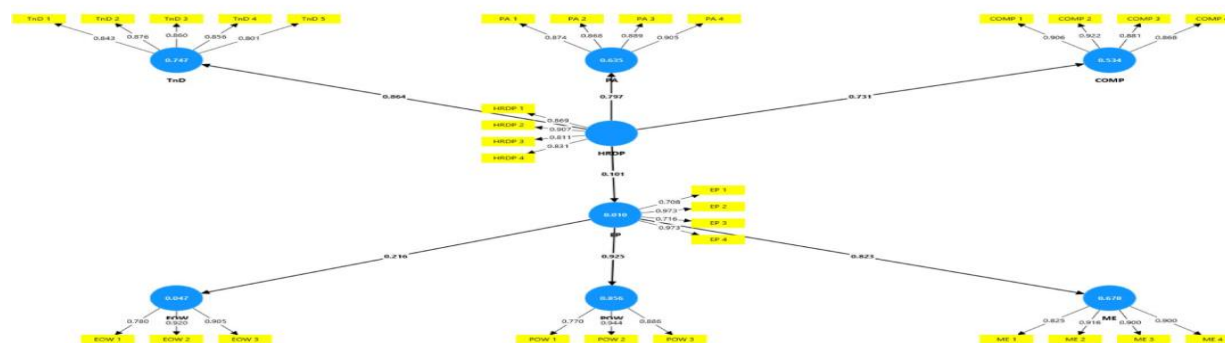 TnD 1 TnD 2 TnD 3 TnD 4 TnD 5 PA 1 PA 2 PA 3 PA 4 COMP 1 COMP 2 COMP 3
0.843 0.876 0.860 0.856 0.801 0.874 0.868 0.889 0.905 0.906 0.922 0.881 0.868
0.747 0.635 0.534
TnD PA COMP
0.864 0.797 0.731
HRDP 1
0.869
HRDP 2
0.907
HRDP 3
0.811
HRDP 4
0.831
HRDP
0.101
EP 1
0.708
EP 2
0.973
EP 3
0.716
EP 4
0.973
0.010
EP
0.216 0.925 0.823
0.047 0.856 0.678
EOW POW ME
0.780 0.920 0.905 0.770 0.944 0.886 0.825 0.916 0.900 0.900
EOW 1 EOW 2 EOW 3 POW 1 POW 2 POW 3 ME 1 ME 2 ME 3 ME 4